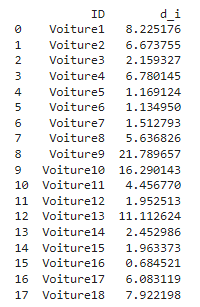 ID d_i
0 Voiture1 8.225176
1 Voiture2 6.673755
2 Voiture3 2.159327
3 Voiture4 6.780145
4 Voiture5 1.169124
5 Voiture6 1.134950
6 Voiture7 1.512793
7 Voiture8 5.636826
8 Voiture9 21.789657
9 Voiture10 16.290143
10 Voiture11 4.456770
11 Voiture12 1.952513
12 Voiture13 11.112624
13 Voiture14 2.452986
14 Voiture15 1.963373
15 Voiture16 0.684521
16 Voiture17 6.083119
17 Voiture18 7.922198